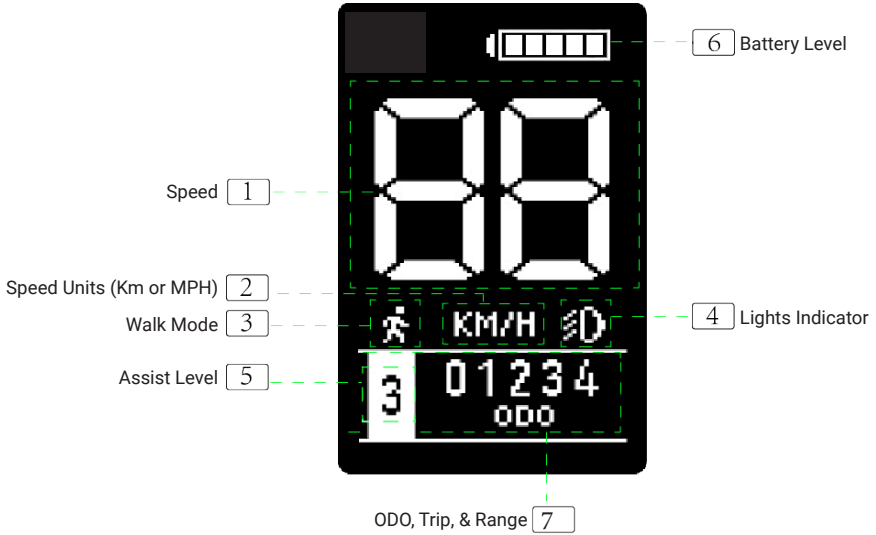 6 Battery Level
88
Speed 1
Speed Units (Km or MPH) 2
Walk Mode 3
KM/H
4 Lights Indicator
Assist Level 5
3
01234
ODO
ODO, Trip, & Range 7